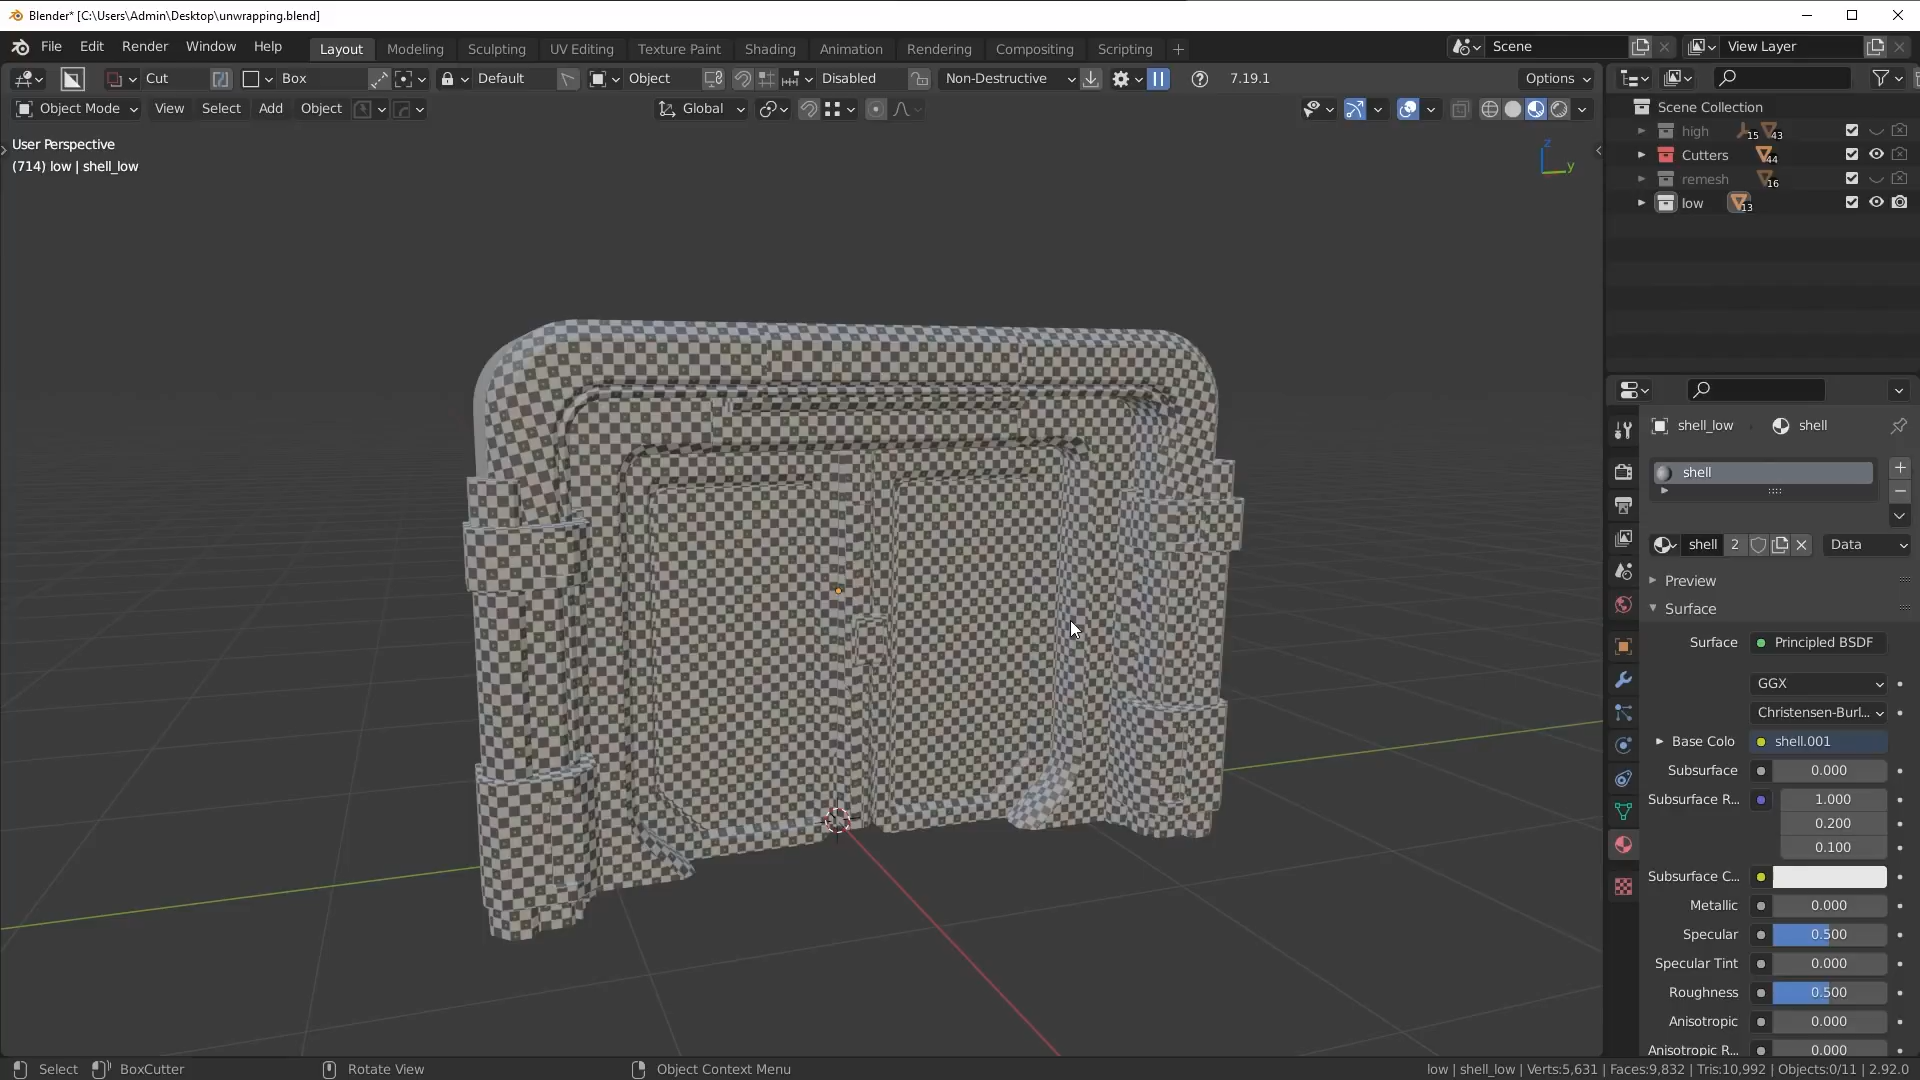 Blender* [C:\Users\Admin\Desktop\unwrapping.blend]
File Edit Render Window Help Layout Modeling Sculpting UV Editing Texture Paint Shading Animation Rendering Compositing Scripting + Scene View Layer
Cut Box Default Object Disabled Non-Destructive 7.19.1 Options
Object Mode View Select Add Object Global
User Perspective
(714) low | shell_low
z
y
Scene Collection
high 15 43
Cutters 44
remesh 16
low 13
shell_low shell
shell
shell 2 Data
Preview
Surface
Surface Principled BSDF
GGX
Christensen-Burl...
Base Colo shell.001
Subsurface 0.000
Subsurface R... 1.000
0.200
0.100
Subsurface C...
Metallic 0.000
Specular 0.500
Specular Tint 0.000
Roughness 0.500
Anisotropic 0.000
Anisotropic R... 0.000
Select BoxCutter Rotate View Object Context Menu low | shell_low | Verts:5,631 | Faces:9,832 | Tris:10,992 | Objects:0/11 | 2.92.0